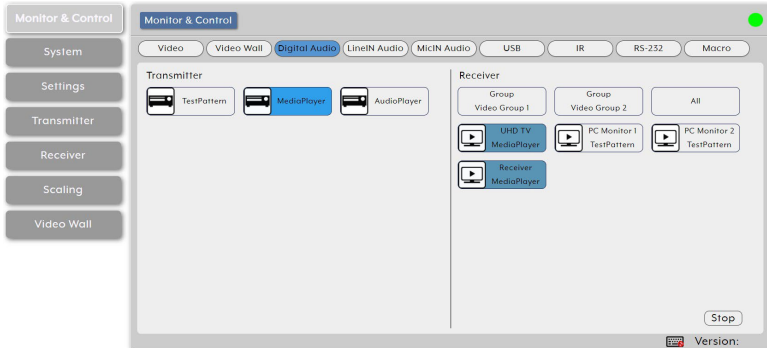 Monitor & Control
System
Settings
Transmitter
Receiver
Scaling
Video Wall
Monitor & Control
Video
Video Wall
Digital Audio
LineIN Audio
MicIN Audio
USB
IR
RS-232
Macro
Transmitter
TestPattern
MediaPlayer
AudioPlayer
Receiver
Group
Video Group 1
Group
Video Group 2
All
UHD TV
MediaPlayer
PC Monitor 1
TestPattern
PC Monitor 2
TestPattern
Receiver
MediaPlayer
Stop
Version: